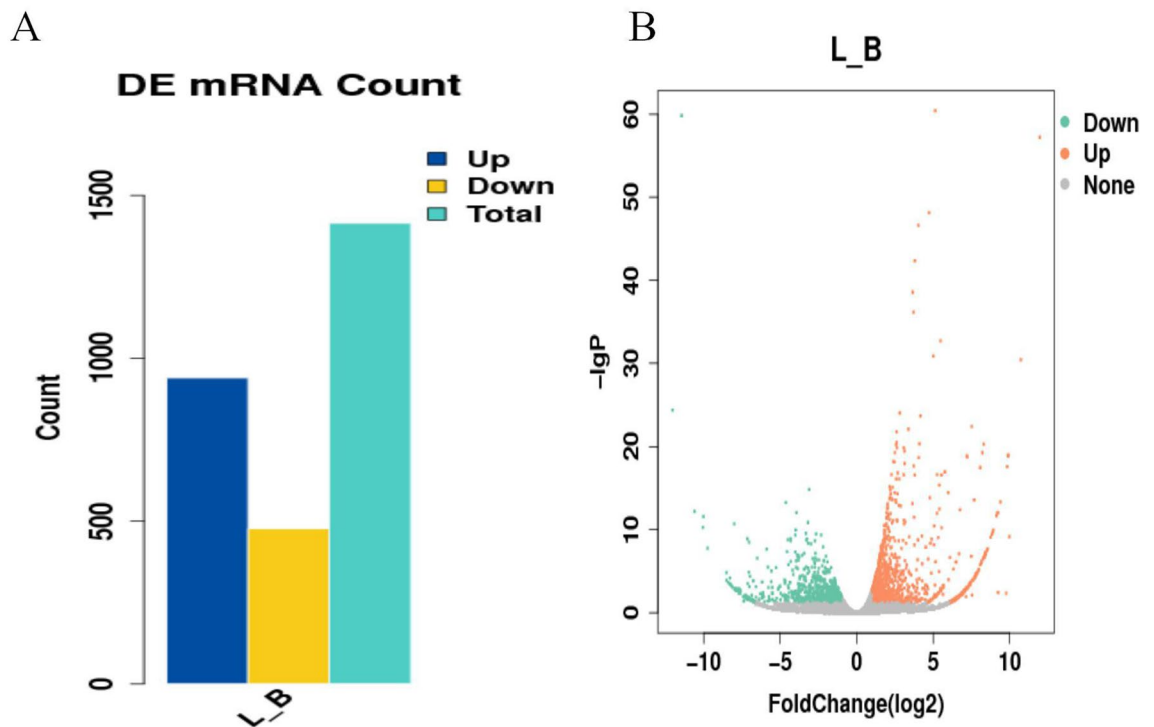 A
DE mRNA Count
Up
Down
Total
Count
0
500
1000
1500
L_B
B
L_B
Down
Up
None
-lgP
0
10
20
30
40
50
60
-10
-5
0
5
10
FoldChange(log2)